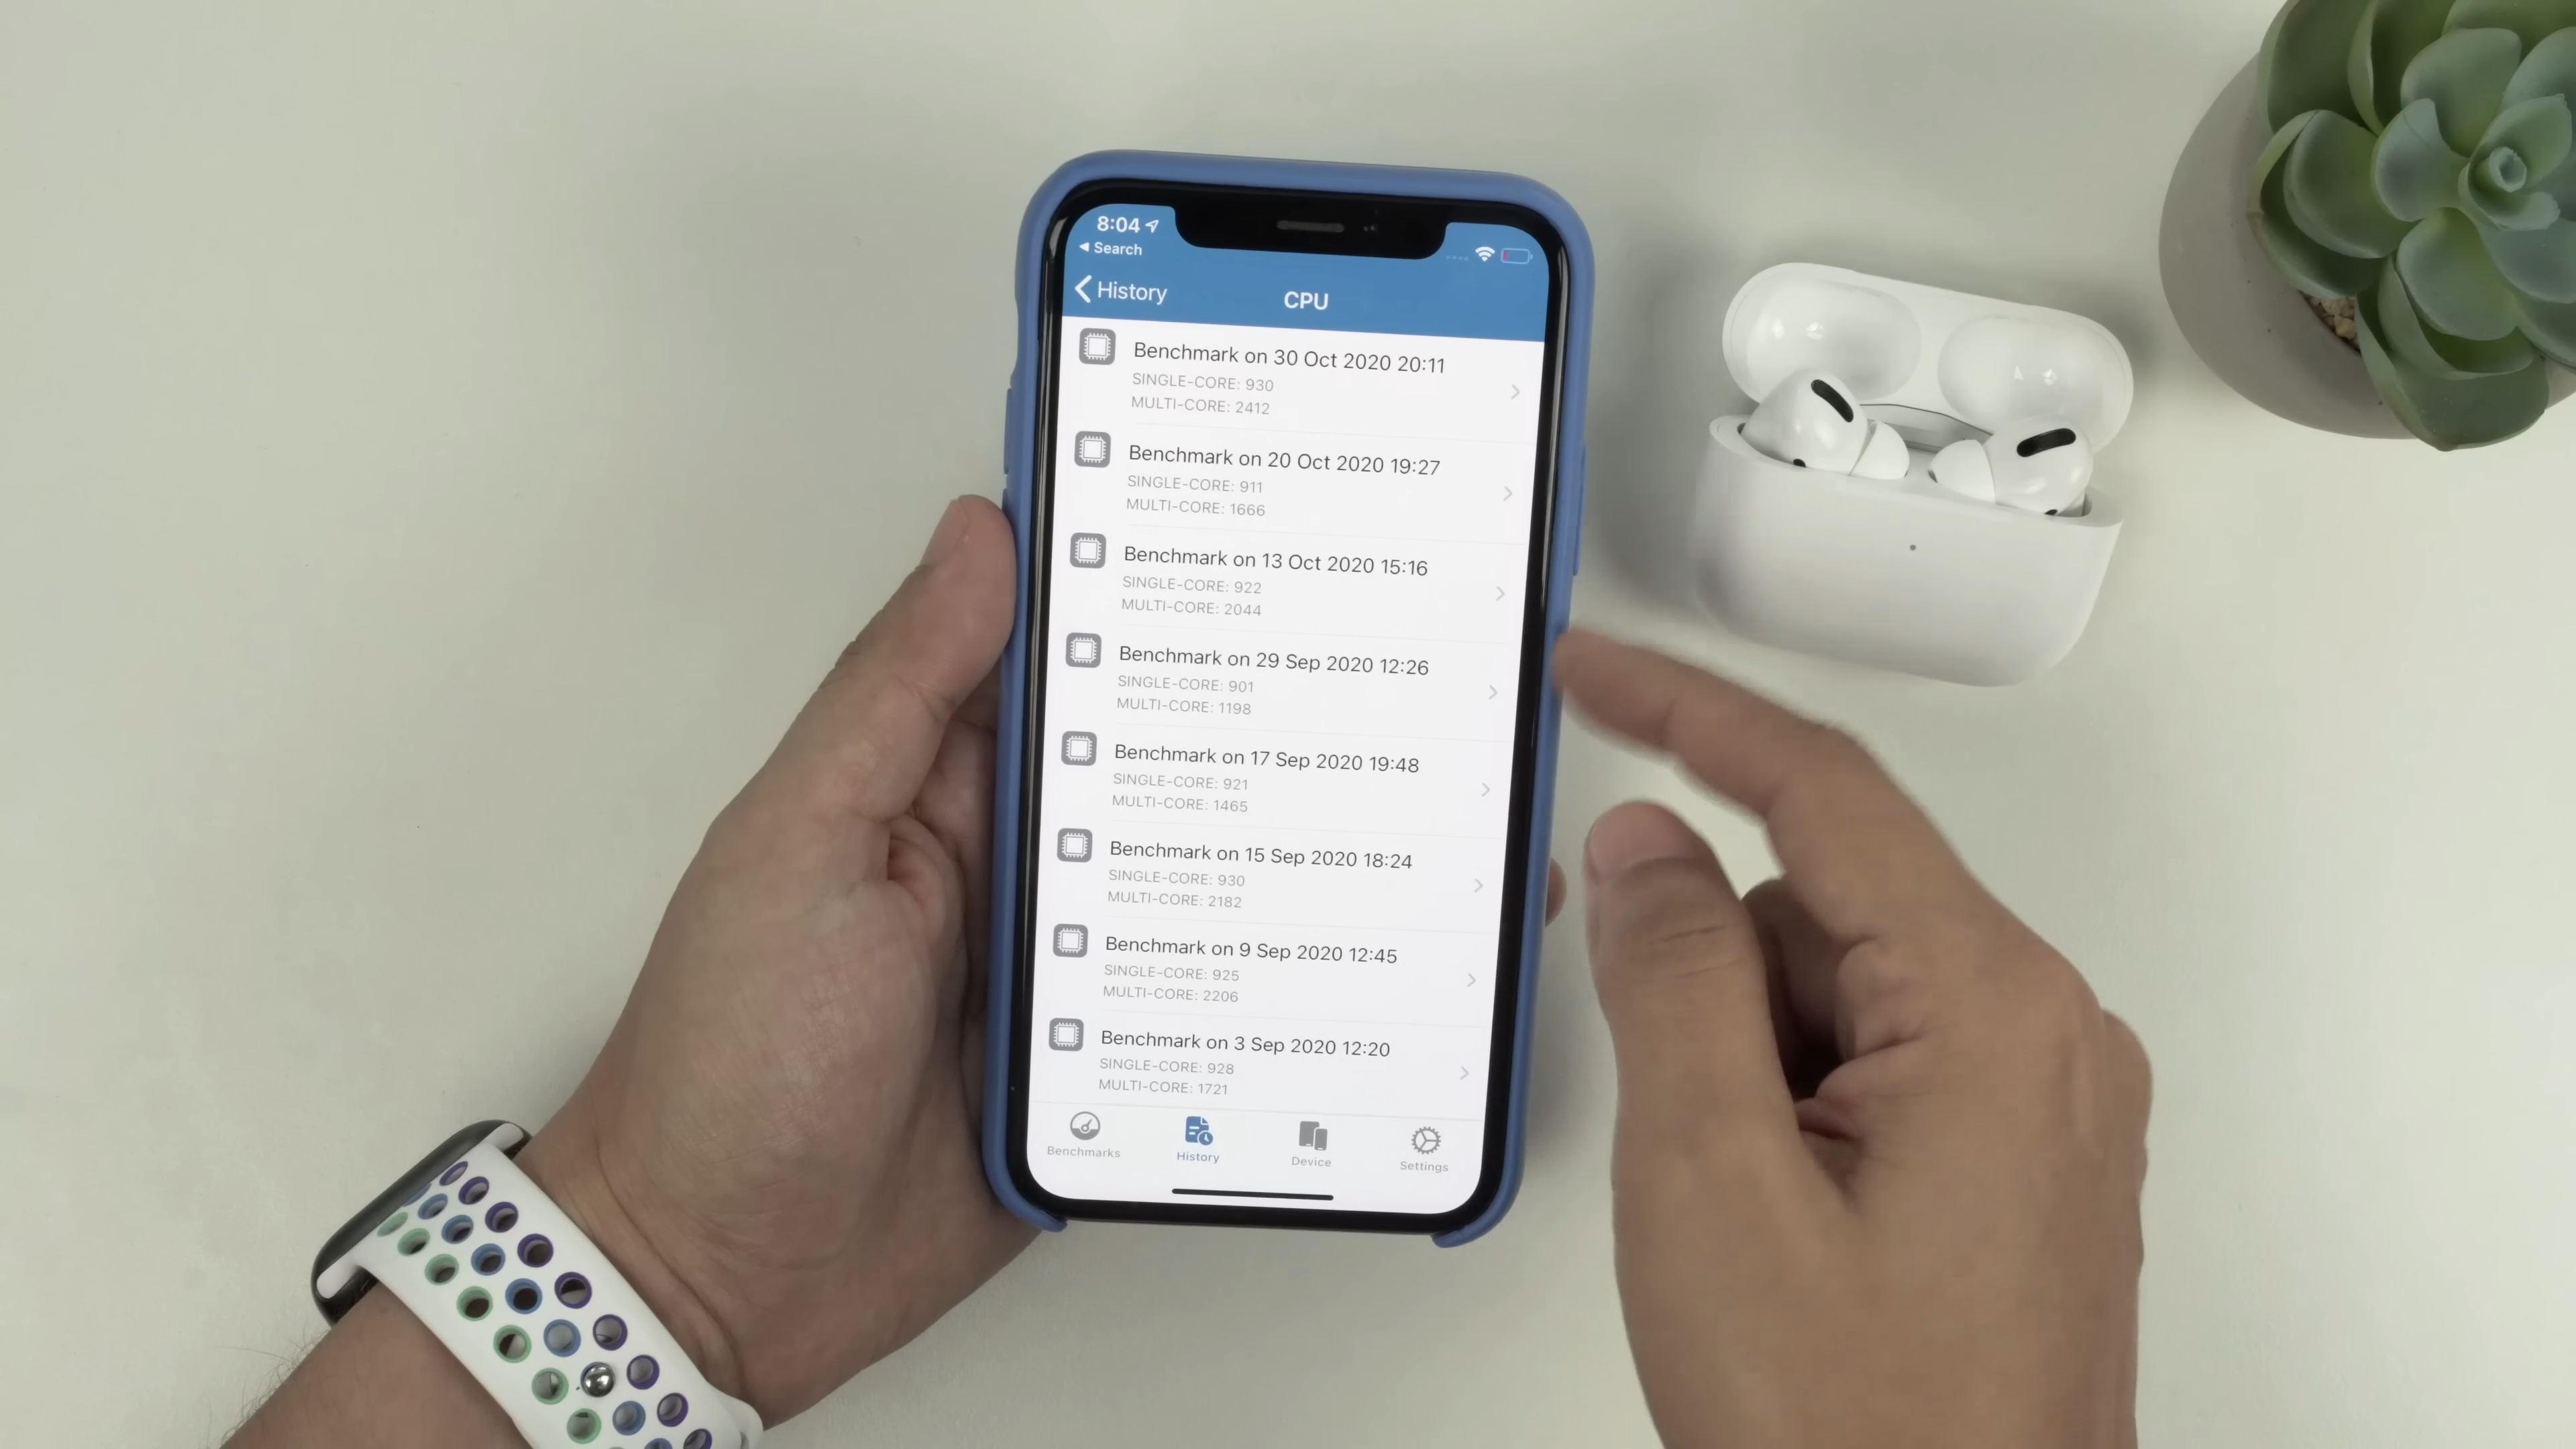 8:04
Search
History
CPU
Benchmark on 30 Oct 2020 20:11
SINGLE-CORE: 930
MULTI-CORE: 2412
Benchmark on 20 Oct 2020 19:27
SINGLE-CORE: 911
MULTI-CORE: 1666
Benchmark on 13 Oct 2020 15:16
SINGLE-CORE: 922
MULTI-CORE: 2044
Benchmark on 29 Sep 2020 12:26
SINGLE-CORE: 901
MULTI-CORE: 1198
Benchmark on 17 Sep 2020 19:48
SINGLE-CORE: 921
MULTI-CORE: 1465
Benchmark on 15 Sep 2020 18:24
SINGLE-CORE: 930
MULTI-CORE: 2182
Benchmark on 9 Sep 2020 12:45
SINGLE-CORE: 925
MULTI-CORE: 2206
Benchmark on 3 Sep 2020 12:20
SINGLE-CORE: 928
MULTI-CORE: 1721
Benchmarks
History
Device
Settings